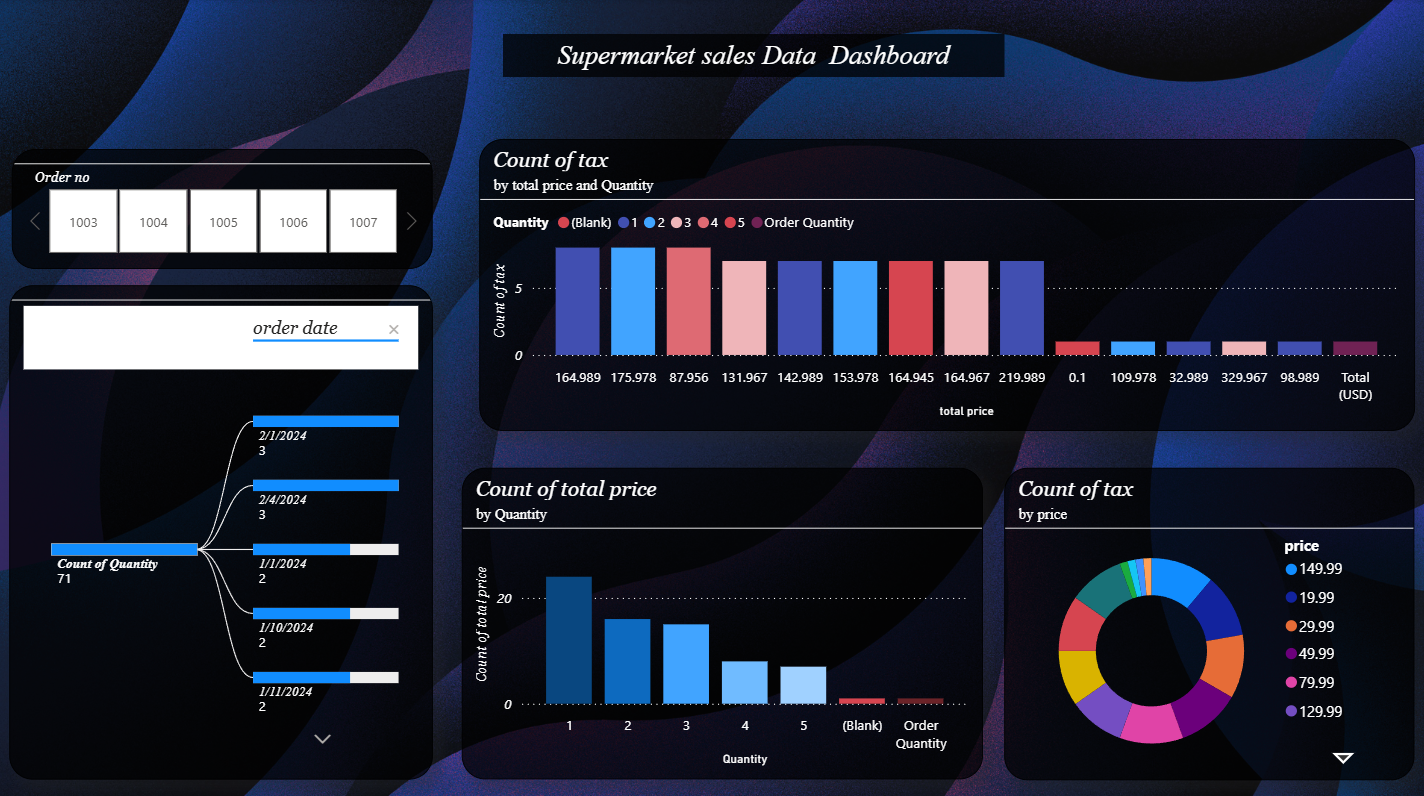 Supermarket sales Data  Dashboard
Order no
1003 1004 1005 1006 1007
order date
2/1/2024
3
2/4/2024
3
1/1/2024
2
Count of Quantity
71
1/10/2024
2
1/11/2024
2
Count of tax
by total price and Quantity
Quantity (Blank) 1 2 3 4 5 Order Quantity
Count of tax
5
0
164.989 175.978 87.956 131.967 142.989 153.978 164.945 164.967 219.989 0.1 109.978 32.989 329.967 98.989 Total
(USD)
total price
Count of total price
by Quantity
Count of total price
20
0
1 2 3 4 5 (Blank) Order
Quantity
Quantity
Count of tax
by price
price
149.99
19.99
29.99
49.99
79.99
129.99